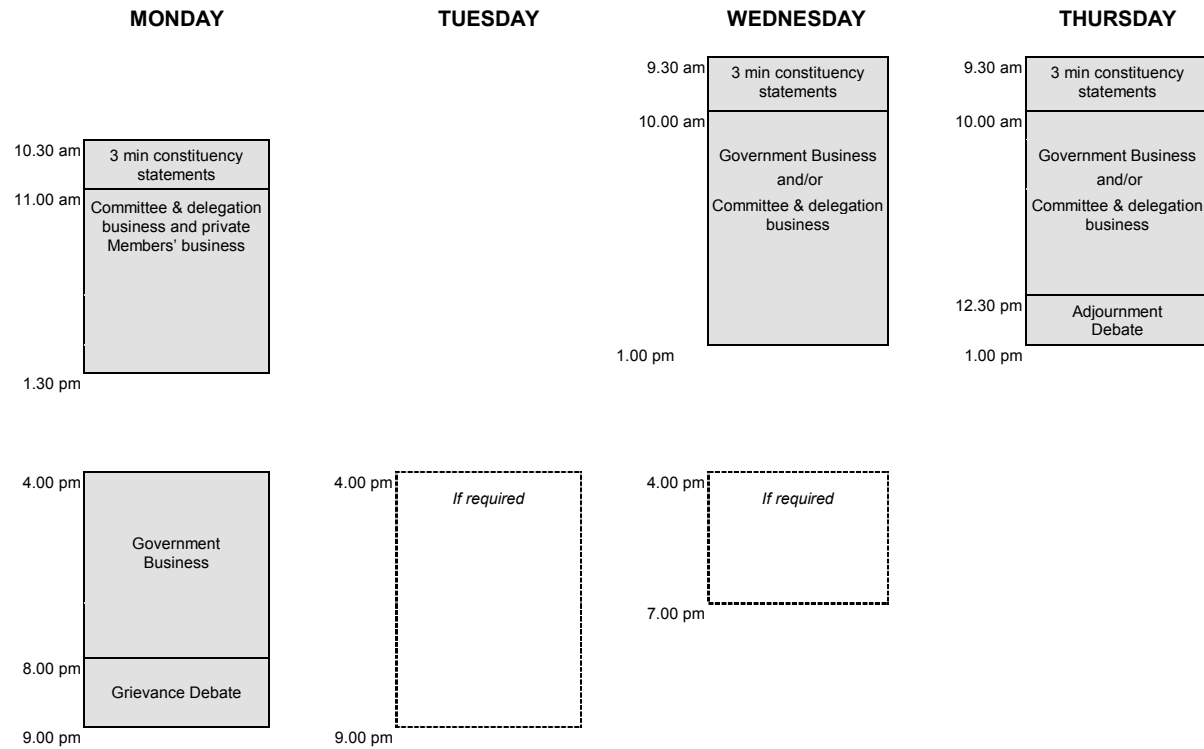 MONDAY
10.30 am
3 min constituency
statements
11.00 am
Committee & delegation
business and private
Members’ business
1.30 pm
4.00 pm
Government
Business
8.00 pm
Grievance Debate
9.00 pm
TUESDAY
4.00 pm
If required
9.00 pm
WEDNESDAY
9.30 am
3 min constituency
statements
10.00 am
Government Business
and/or
Committee & delegation
business
1.00 pm
4.00 pm
If required
7.00 pm
THURSDAY
9.30 am
3 min constituency
statements
10.00 am
Government Business
and/or
Committee & delegation
business
12.30 pm
Adjournment
Debate
1.00 pm